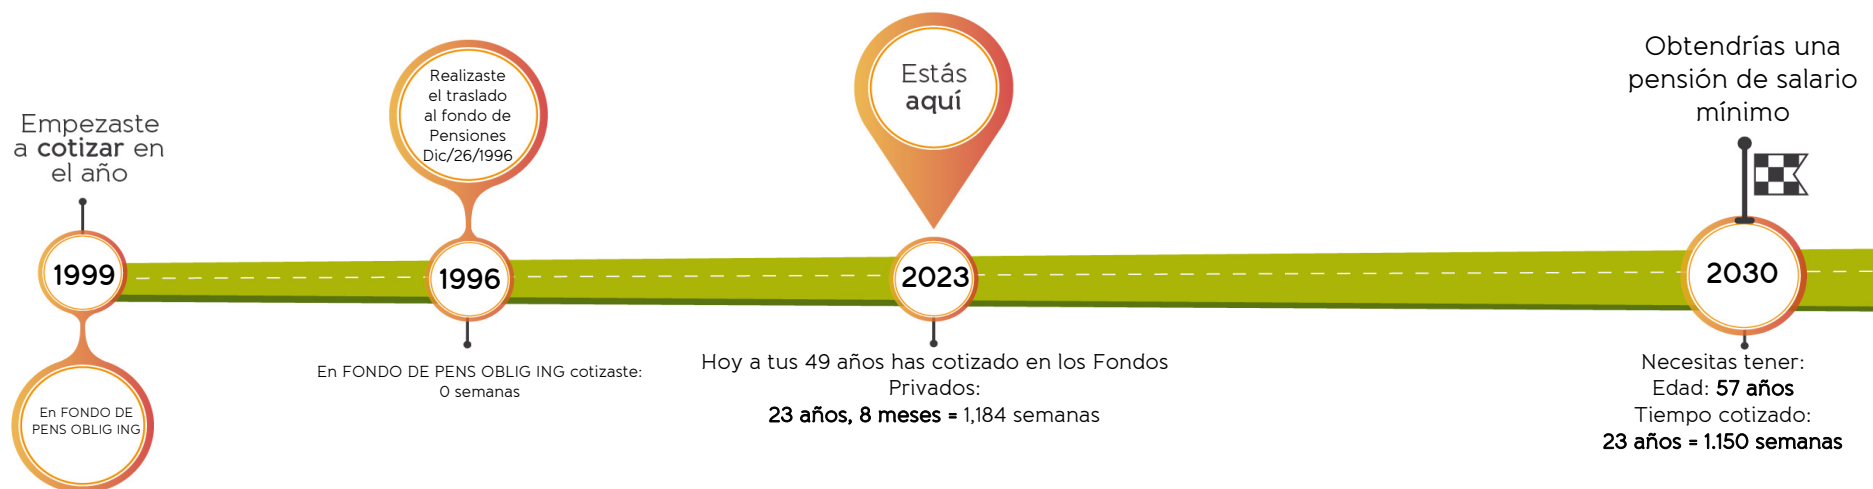 Empezaste
a cotizar en
el año
1999
En FONDO DE
PENS OBLIG ING
Realizaste
el traslado
al fondo de
Pensiones
Dic/26/1996
1996
En FONDO DE PENS OBLIG ING cotizaste:
0 semanas
Estás
aquí
2023
Hoy a tus 49 años has cotizado en los Fondos
Privados:
23 años, 8 meses = 1,184 semanas
Obtendrías una
pensión de salario
mínimo
2030
Necesitas tener:
Edad: 57 años
Tiempo cotizado:
23 años = 1.150 semanas